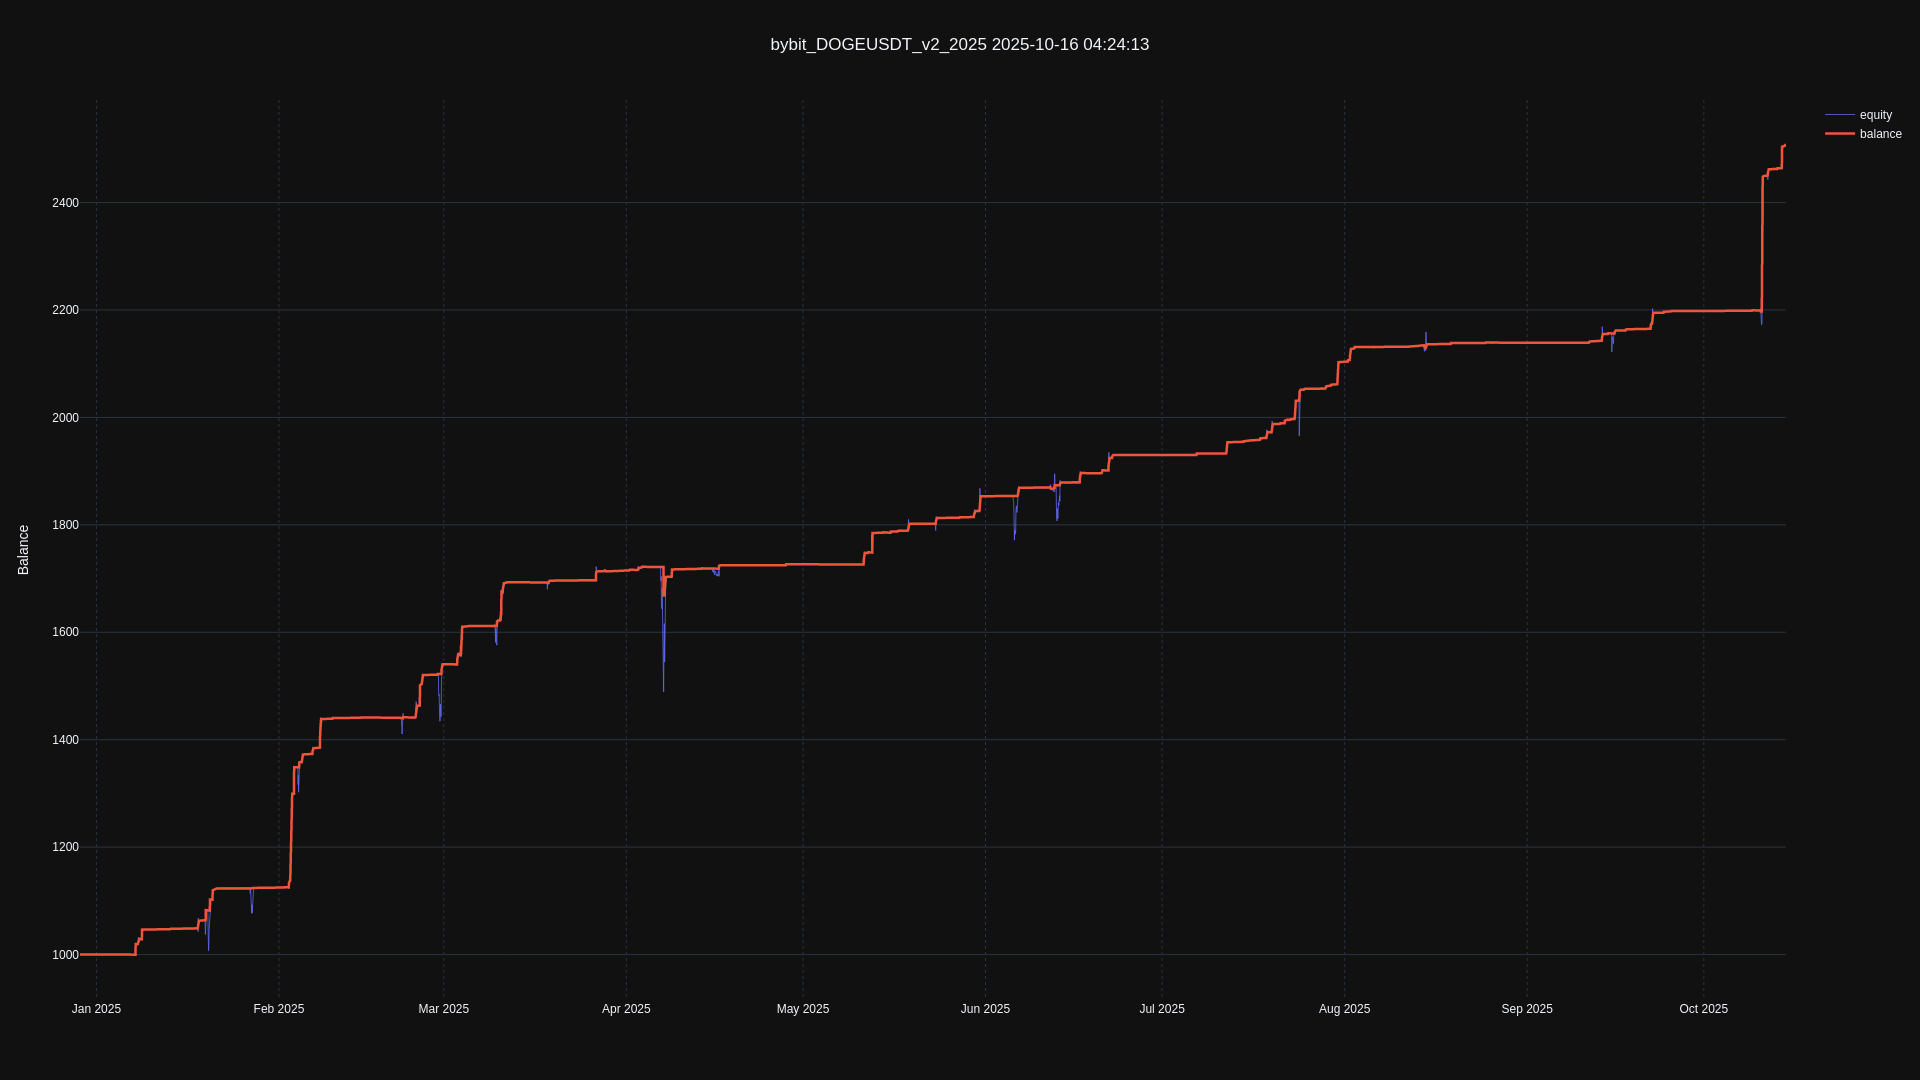 bybit_DOGEUSDT_v2_2025 2025-10-16 04:24:13
equity
balance
Balance
2400
2200
2000
1800
1600
1400
1200
1000
Jan 2025
Feb 2025
Mar 2025
Apr 2025
May 2025
Jun 2025
Jul 2025
Aug 2025
Sep 2025
Oct 2025